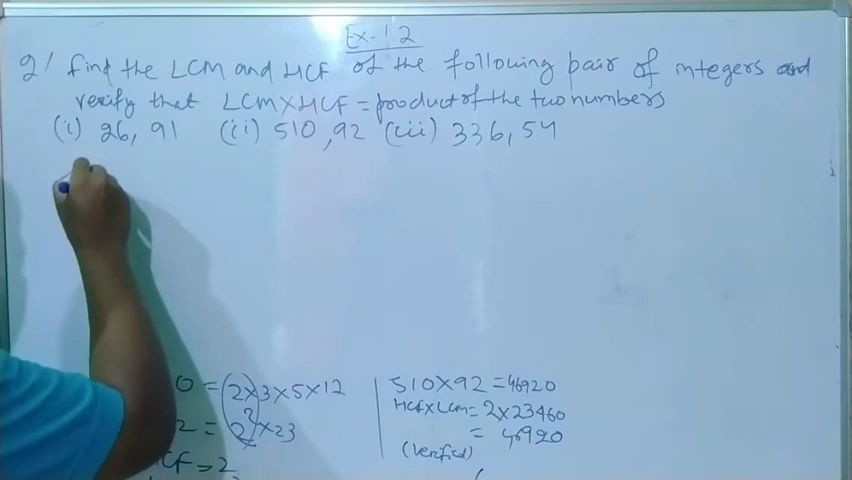 Ex-1.2
2/ Find the LCM and HCF of the following pair of integers and
verify that LCM×HCF = product of the two numbers
(i) 26, 91 (ii) 510, 92 (iii) 336, 54
0 = 2×3×5×12
2 = 2²×23
CF = 2
510×92 = 46920
HCF×LCM = 2×23460
= 46920
(Verified)